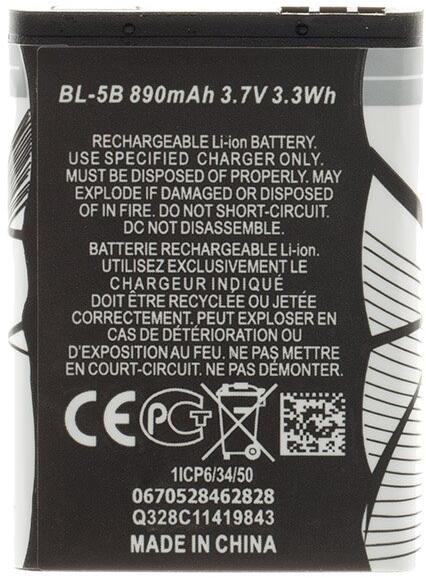 BL-5B 890mAh 3.7V 3.3Wh
RECHARGEABLE Li-ion BATTERY.
USE SPECIFIED CHARGER ONLY.
MUST BE DISPOSED OF PROPERLY. MAY
EXPLODE IF DAMAGED OR DISPOSED
OF IN FIRE. DO NOT SHORT-CIRCUIT.
DC NOT DISASSEMBLE.
BATTERIE RECHARGEABLE Li-ion.
UTILISEZ EXCLUSIVEMENT LE
CHARGEUR INDIQUÉ
DOIT ÊTRE RECYCLÉE OU JETÉE
CORRECTEMENT. PEUT EXPLOSER EN
CAS DE DÉTERIORATION OU
D'IMMERSION AU FEU. NE PAS METTRE
EN COURT-CIRCUIT. NE PAS DÉMONTER.
CE PCT
1ICP6/34/50
0670528462828
Q328C11419843
MADE IN CHINA